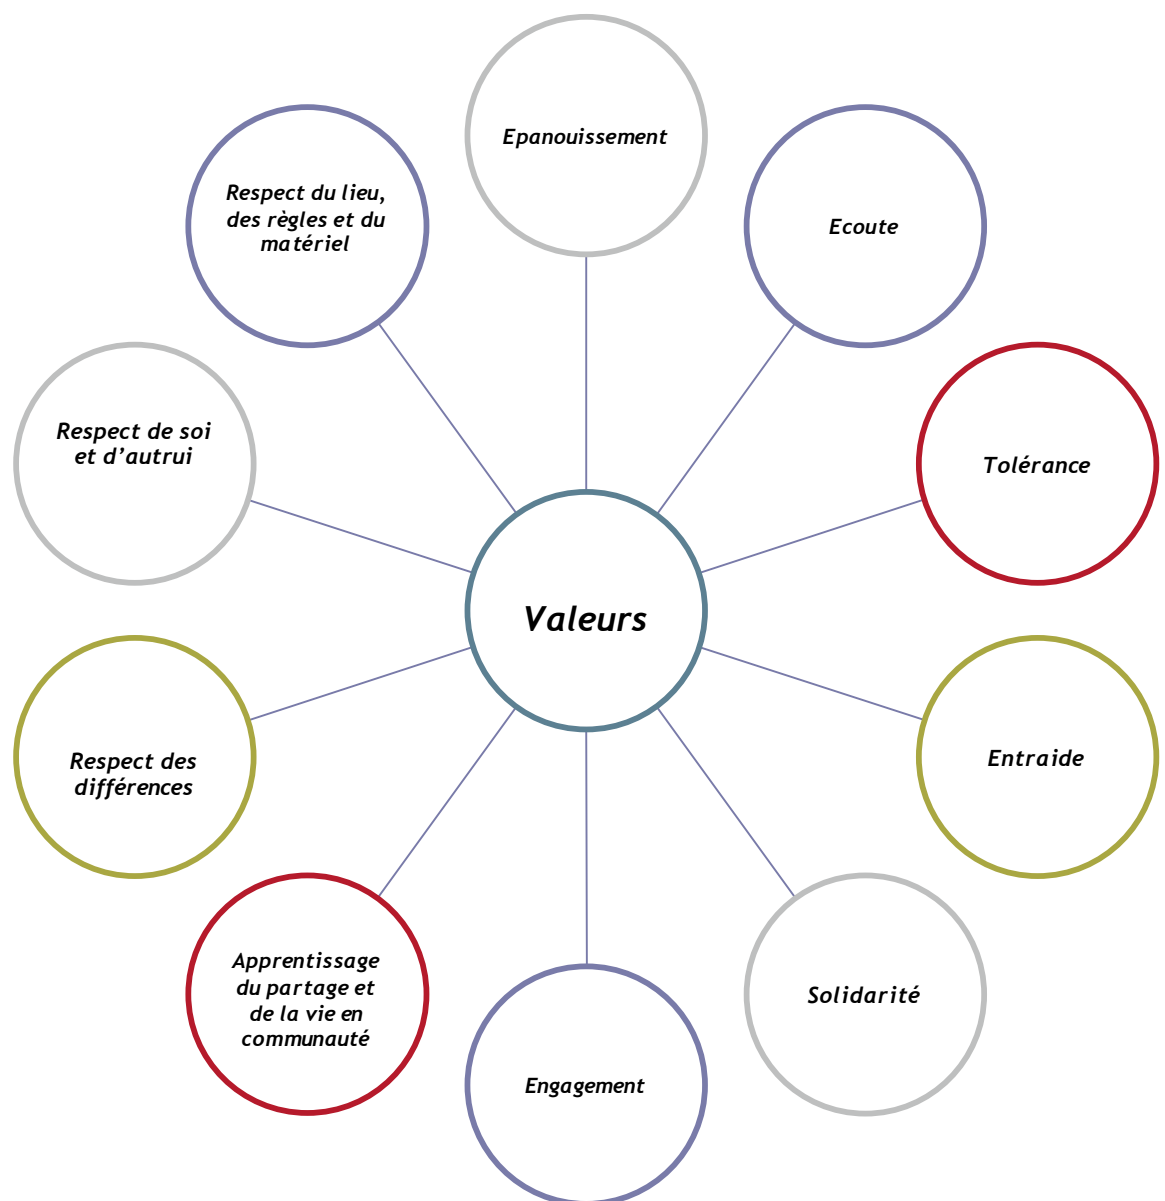 Epanouissement
Ecoute
Tolérance
Entraide
Solidarité
Engagement
Apprentissage
du partage et
de la vie en
communauté
Respect des
différences
Respect de soi
et d’autrui
Respect du lieu,
des règles et du
matériel
Valeurs